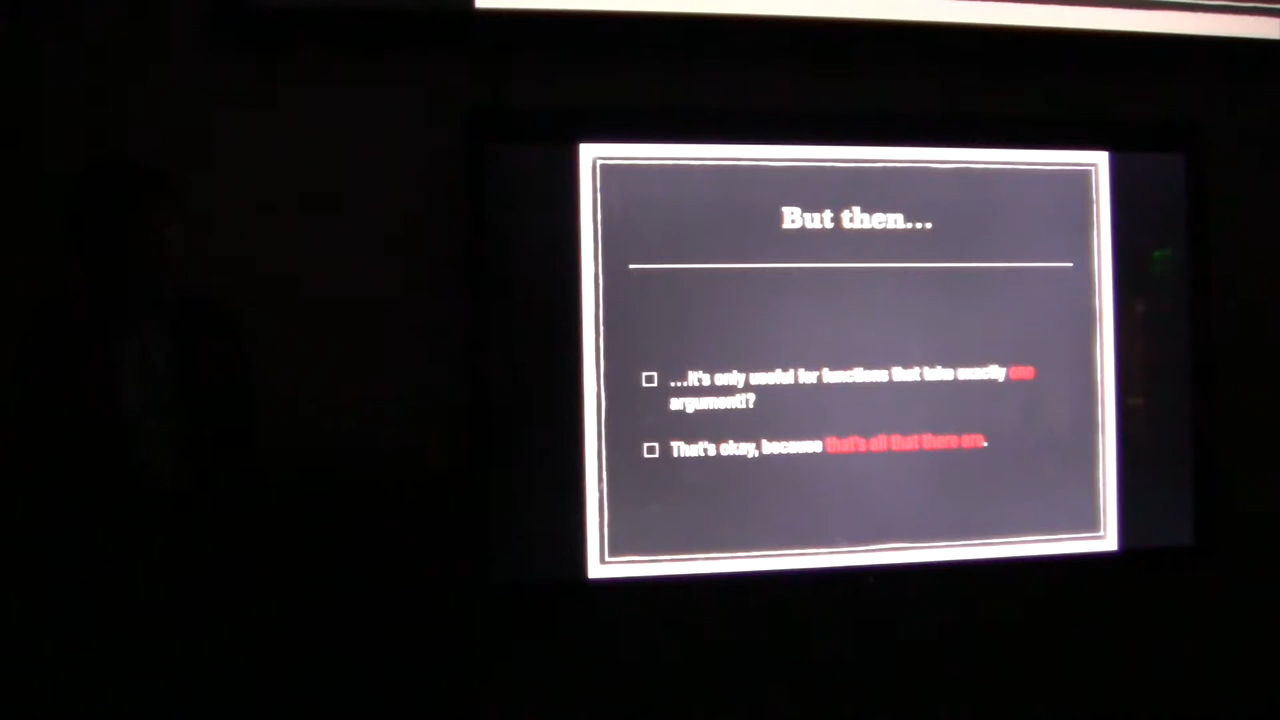 But then...
...it's only useful for functions that take exactly one
argument!?
That's okay, because that's all that there are.